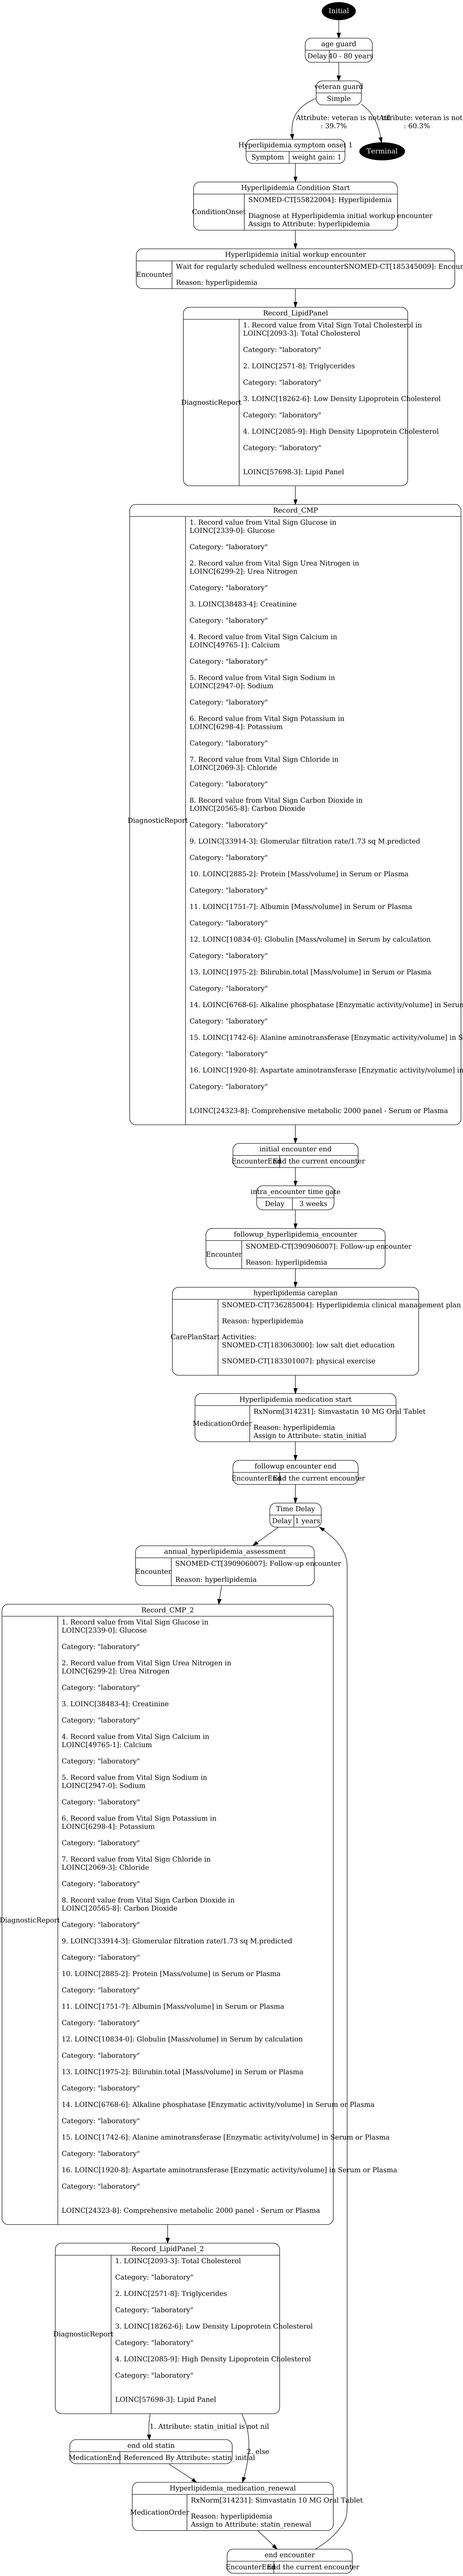 Initial
age guard
Delay
40 - 80 years
veteran guard
Simple
Attribute: veteran is not nil
: 39.7%
Attribute: veteran is not nil
: 60.3%
Hyperlipidemia symptom onset 1
Symptom
weight gain: 1
Terminal
Hyperlipidemia Condition Start
ConditionOnset
SNOMED-CT[55822004]: Hyperlipidemia
Diagnose at Hyperlipidemia initial workup encounter
Assign to Attribute: hyperlipidemia
Hyperlipidemia initial workup encounter
Encounter
Wait for regularly scheduled wellness encounterSNOMED-CT[185345009]: Encour
Reason: hyperlipidemia
Record_LipidPanel
DiagnosticReport
1. Record value from Vital Sign Total Cholesterol in
LOINC[2093-3]: Total Cholesterol
Category: "laboratory"
2. LOINC[2571-8]: Triglycerides
Category: "laboratory"
3. LOINC[18262-6]: Low Density Lipoprotein Cholesterol
Category: "laboratory"
4. LOINC[2085-9]: High Density Lipoprotein Cholesterol
Category: "laboratory"
LOINC[57698-3]: Lipid Panel
Record_CMP
DiagnosticReport
1. Record value from Vital Sign Glucose in
LOINC[2339-0]: Glucose
Category: "laboratory"
2. Record value from Vital Sign Urea Nitrogen in
LOINC[6299-2]: Urea Nitrogen
Category: "laboratory"
3. LOINC[38483-4]: Creatinine
Category: "laboratory"
4. Record value from Vital Sign Calcium in
LOINC[49765-1]: Calcium
Category: "laboratory"
5. Record value from Vital Sign Sodium in
LOINC[2947-0]: Sodium
Category: "laboratory"
6. Record value from Vital Sign Potassium in
LOINC[6298-4]: Potassium
Category: "laboratory"
7. Record value from Vital Sign Chloride in
LOINC[2069-3]: Chloride
Category: "laboratory"
8. Record value from Vital Sign Carbon Dioxide in
LOINC[20565-8]: Carbon Dioxide
Category: "laboratory"
9. LOINC[33914-3]: Glomerular filtration rate/1.73 sq M.predicted
Category: "laboratory"
10. LOINC[2885-2]: Protein [Mass/volume] in Serum or Plasma
Category: "laboratory"
11. LOINC[1751-7]: Albumin [Mass/volume] in Serum or Plasma
Category: "laboratory"
12. LOINC[10834-0]: Globulin [Mass/volume] in Serum by calculation
Category: "laboratory"
13. LOINC[1975-2]: Bilirubin.total [Mass/volume] in Serum or Plasma
Category: "laboratory"
14. LOINC[6768-6]: Alkaline phosphatase [Enzymatic activity/volume] in Serum
Category: "laboratory"
15. LOINC[1742-6]: Alanine aminotransferase [Enzymatic activity/volume] in S
Category: "laboratory"
16. LOINC[1920-8]: Aspartate aminotransferase [Enzymatic activity/volume] in
Category: "laboratory"
LOINC[24323-8]: Comprehensive metabolic 2000 panel - Serum or Plasma
initial encounter end
EncounterEnd
End the current encounter
intra_encounter time gate
Delay
3 weeks
followup_hyperlipidemia_encounter
Encounter
SNOMED-CT[390906007]: Follow-up encounter
Reason: hyperlipidemia
hyperlipidemia careplan
CarePlanStart
SNOMED-CT[736285004]: Hyperlipidemia clinical management plan
Reason: hyperlipidemia
Activities:
SNOMED-CT[183063000]: low salt diet education
SNOMED-CT[183301007]: physical exercise
Hyperlipidemia medication start
MedicationOrder
RxNorm[314231]: Simvastatin 10 MG Oral Tablet
Reason: hyperlipidemia
Assign to Attribute: statin_initial
followup encounter end
EncounterEnd
End the current encounter
Time Delay
Delay
1 years
annual_hyperlipidemia_assessment
Encounter
SNOMED-CT[390906007]: Follow-up encounter
Reason: hyperlipidemia
Record_CMP_2
DiagnosticReport
1. Record value from Vital Sign Glucose in
LOINC[2339-0]: Glucose
Category: "laboratory"
2. Record value from Vital Sign Urea Nitrogen in
LOINC[6299-2]: Urea Nitrogen
Category: "laboratory"
3. LOINC[38483-4]: Creatinine
Category: "laboratory"
4. Record value from Vital Sign Calcium in
LOINC[49765-1]: Calcium
Category: "laboratory"
5. Record value from Vital Sign Sodium in
LOINC[2947-0]: Sodium
Category: "laboratory"
6. Record value from Vital Sign Potassium in
LOINC[6298-4]: Potassium
Category: "laboratory"
7. Record value from Vital Sign Chloride in
LOINC[2069-3]: Chloride
Category: "laboratory"
8. Record value from Vital Sign Carbon Dioxide in
LOINC[20565-8]: Carbon Dioxide
Category: "laboratory"
9. LOINC[33914-3]: Glomerular filtration rate/1.73 sq M.predicted
Category: "laboratory"
10. LOINC[2885-2]: Protein [Mass/volume] in Serum or Plasma
Category: "laboratory"
11. LOINC[1751-7]: Albumin [Mass/volume] in Serum or Plasma
Category: "laboratory"
12. LOINC[10834-0]: Globulin [Mass/volume] in Serum by calculation
Category: "laboratory"
13. LOINC[1975-2]: Bilirubin.total [Mass/volume] in Serum or Plasma
Category: "laboratory"
14. LOINC[6768-6]: Alkaline phosphatase [Enzymatic activity/volume] in Serum or Plasma
Category: "laboratory"
15. LOINC[1742-6]: Alanine aminotransferase [Enzymatic activity/volume] in Serum or Plasma
Category: "laboratory"
16. LOINC[1920-8]: Aspartate aminotransferase [Enzymatic activity/volume] in Serum or Plasma
Category: "laboratory"
LOINC[24323-8]: Comprehensive metabolic 2000 panel - Serum or Plasma
Record_LipidPanel_2
DiagnosticReport
1. LOINC[2093-3]: Total Cholesterol
Category: "laboratory"
2. LOINC[2571-8]: Triglycerides
Category: "laboratory"
3. LOINC[18262-6]: Low Density Lipoprotein Cholesterol
Category: "laboratory"
4. LOINC[2085-9]: High Density Lipoprotein Cholesterol
Category: "laboratory"
LOINC[57698-3]: Lipid Panel
1. Attribute: statin_initial is not nil
2. else
end old statin
MedicationEnd
Referenced By Attribute: statin_initial
Hyperlipidemia_medication_renewal
MedicationOrder
RxNorm[314231]: Simvastatin 10 MG Oral Tablet
Reason: hyperlipidemia
Assign to Attribute: statin_renewal
end encounter
EncounterEnd
End the current encounter